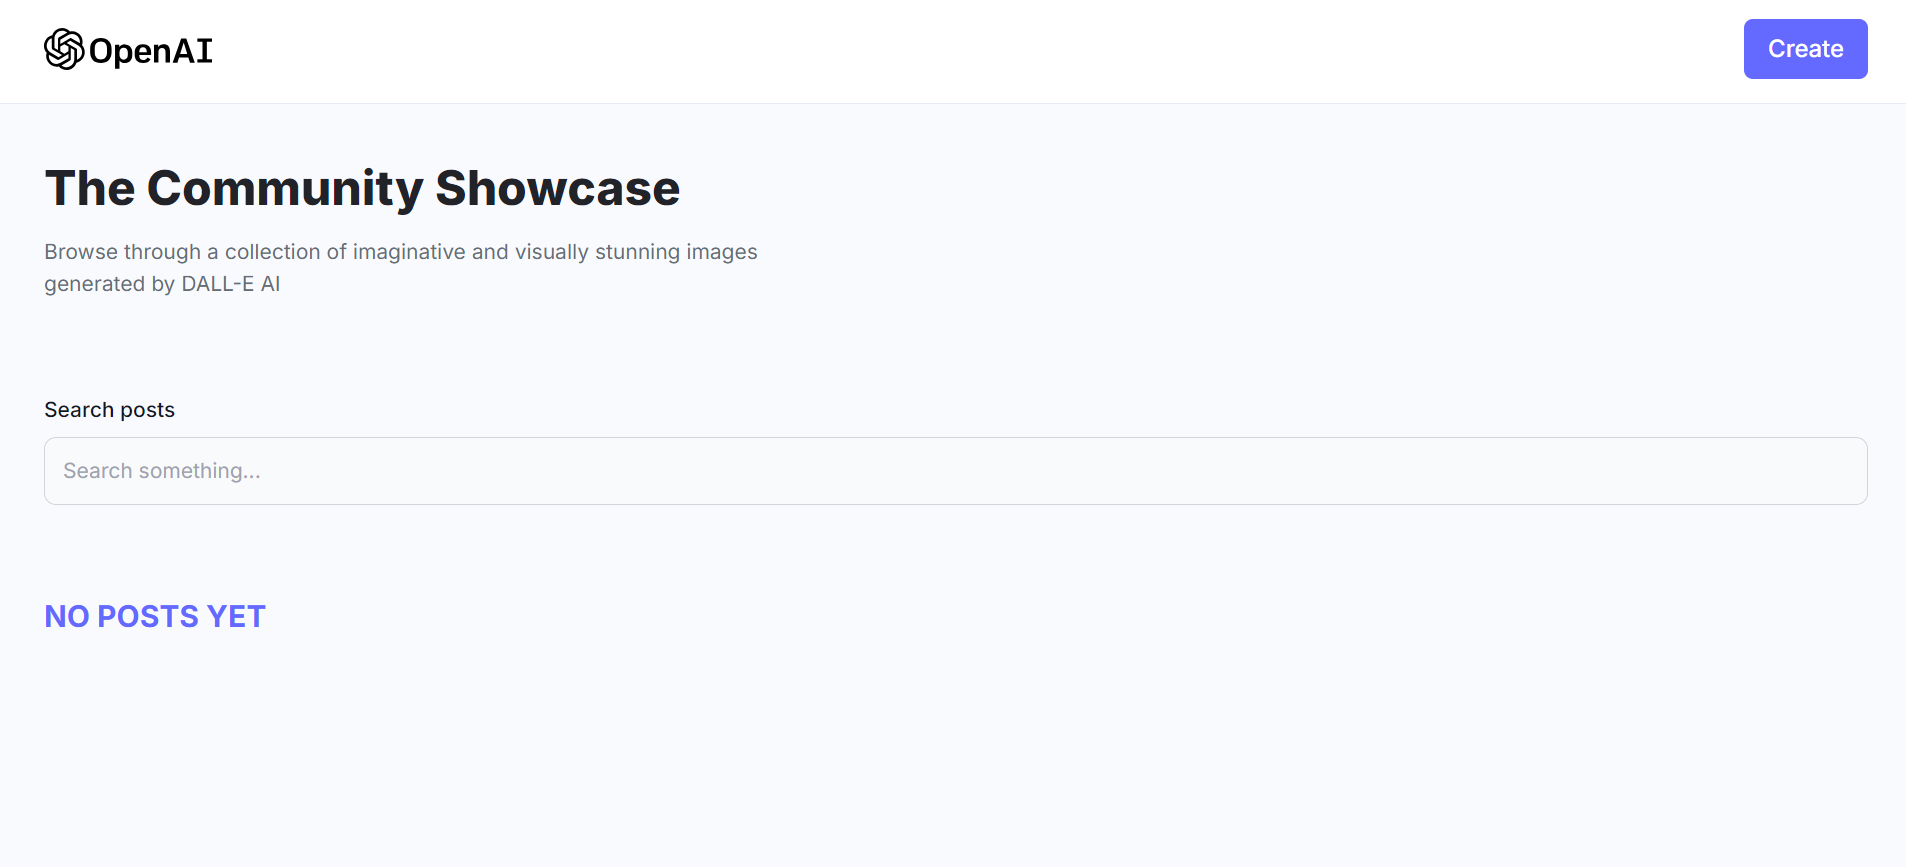 OpenAI
Create
The Community Showcase
Browse through a collection of imaginative and visually stunning images
generated by DALL-E AI
Search posts
Search something...
NO POSTS YET